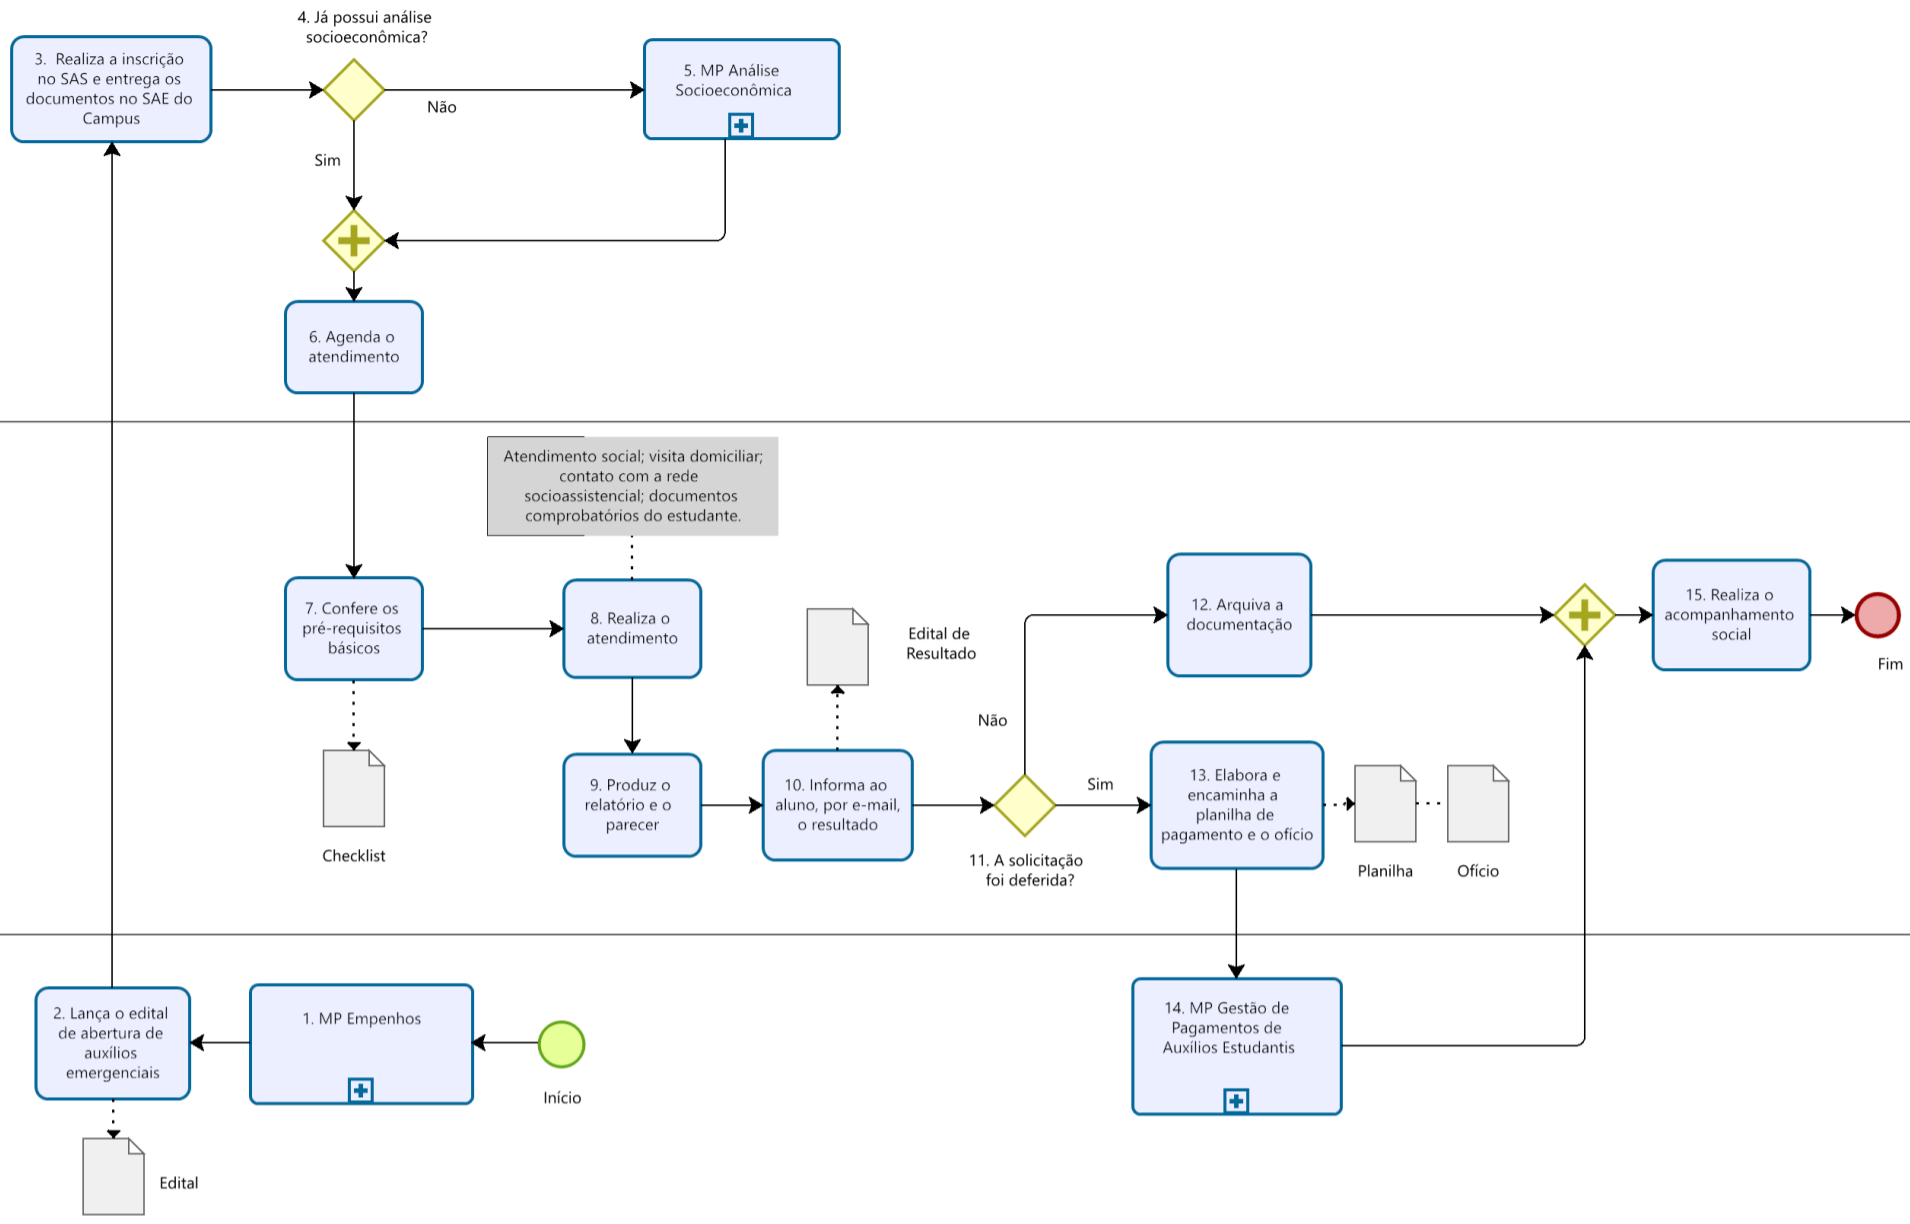 4. Já possui análise
socioeconômica?
3. Realiza a inscrição
no SAS e entrega os
documentos no SAE do
Campus
5. MP Análise
Socioeconômica
Não
Sim
6. Agenda o
atendimento
Atendimento social; visita domiciliar;
contato com a rede
socioassistencial; documentos
comprobatórios do estudante.
7. Confere os
pré-requisitos
básicos
8. Realiza o
atendimento
Edital de
Resultado
12. Arquiva a
documentação
15. Realiza o
acompanhamento
social
Fim
Não
Checklist
9. Produz o
relatório e o
parecer
10. Informa ao
aluno, por e-mail,
o resultado
Sim
11. A solicitação
foi deferida?
13. Elabora e
encaminha a
planilha de
pagamento e o ofício
Planilha
Ofício
2. Lança o edital
de abertura de
auxílios
emergenciais
1. MP Empenhos
Início
14. MP Gestão de
Pagamentos de
Auxílios Estudantis
Edital